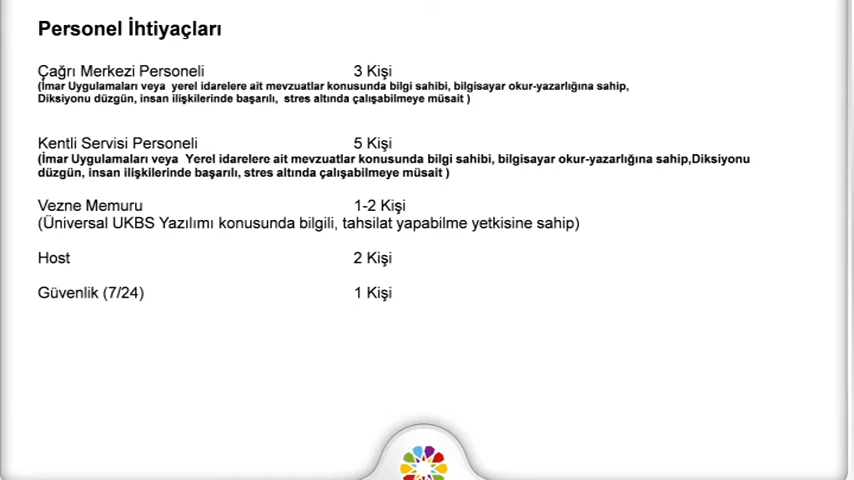 Personel İhtiyaçları
Çağrı Merkezi Personeli 3 Kişi
(İmar Uygulamaları veya yerel idarelere ait mevzuatlar konusunda bilgi sahibi, bilgisayar okur-yazarlığına sahip,
Diksiyonu düzgün, insan ilişkilerinde başarılı, stres altında çalışabilmeye müsait )
Kentli Servisi Personeli 5 Kişi
(İmar Uygulamaları veya Yerel idarelere ait mevzuatlar konusunda bilgi sahibi, bilgisayar okur-yazarlığına sahip,Diksiyonu
düzgün, insan ilişkilerinde başarılı, stres altında çalışabilmeye müsait )
Vezne Memuru 1-2 Kişi
(Üniversal UKBS Yazılımı konusunda bilgili, tahsilat yapabilme yetkisine sahip)
Host 2 Kişi
Güvenlik (7/24) 1 Kişi